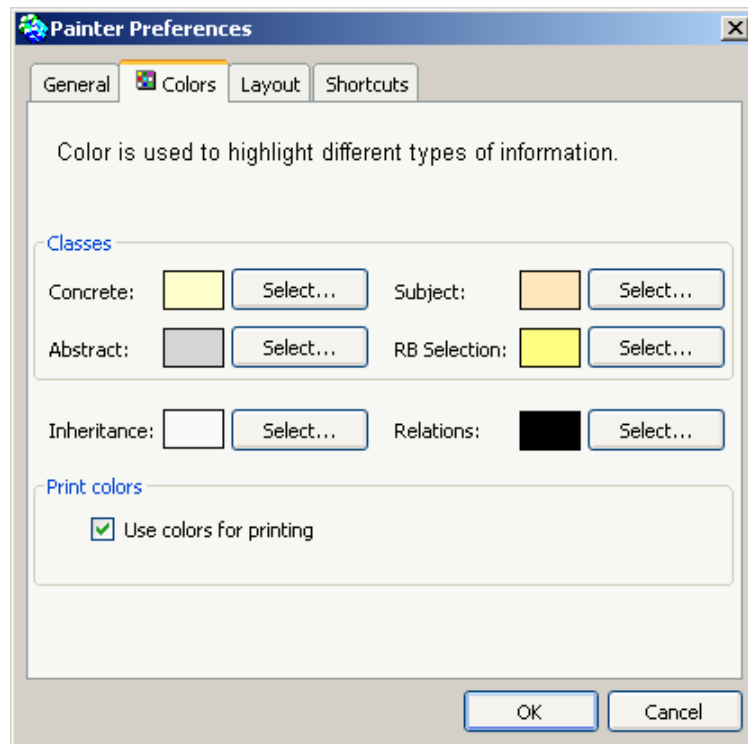 Painter Preferences
General Colors Layout Shortcuts
Color is used to highlight different types of information.
Classes
Concrete: Select... Subject: Select...
Abstract: Select... RB Selection: Select...
Inheritance: Select... Relations: Select...
Print colors
Use colors for printing
OK Cancel